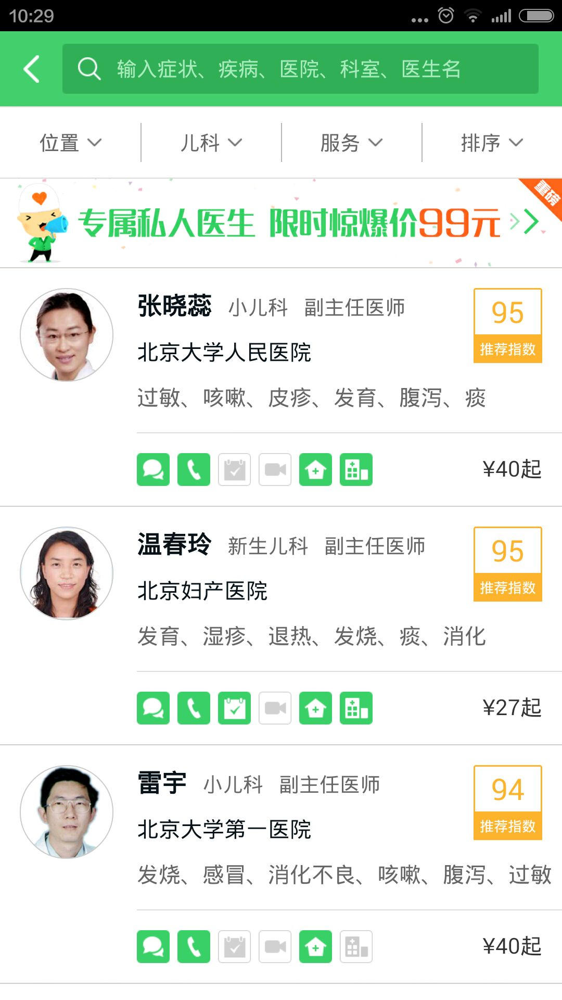 10:29
输入症状、疾病、医院、科室、医生名
位置 儿科 服务 排序
重磅
专属私人医生 限时惊爆价99元
张晓蕊 小儿科 副主任医师
95
推荐指数
北京大学人民医院
过敏、咳嗽、皮疹、发育、腹泻、痰
¥40起
温春玲 新生儿科 副主任医师
95
推荐指数
北京妇产医院
发育、湿疹、退热、发烧、痰、消化
¥27起
雷宇 小儿科 副主任医师
94
推荐指数
北京大学第一医院
发烧、感冒、消化不良、咳嗽、腹泻、过敏
¥40起